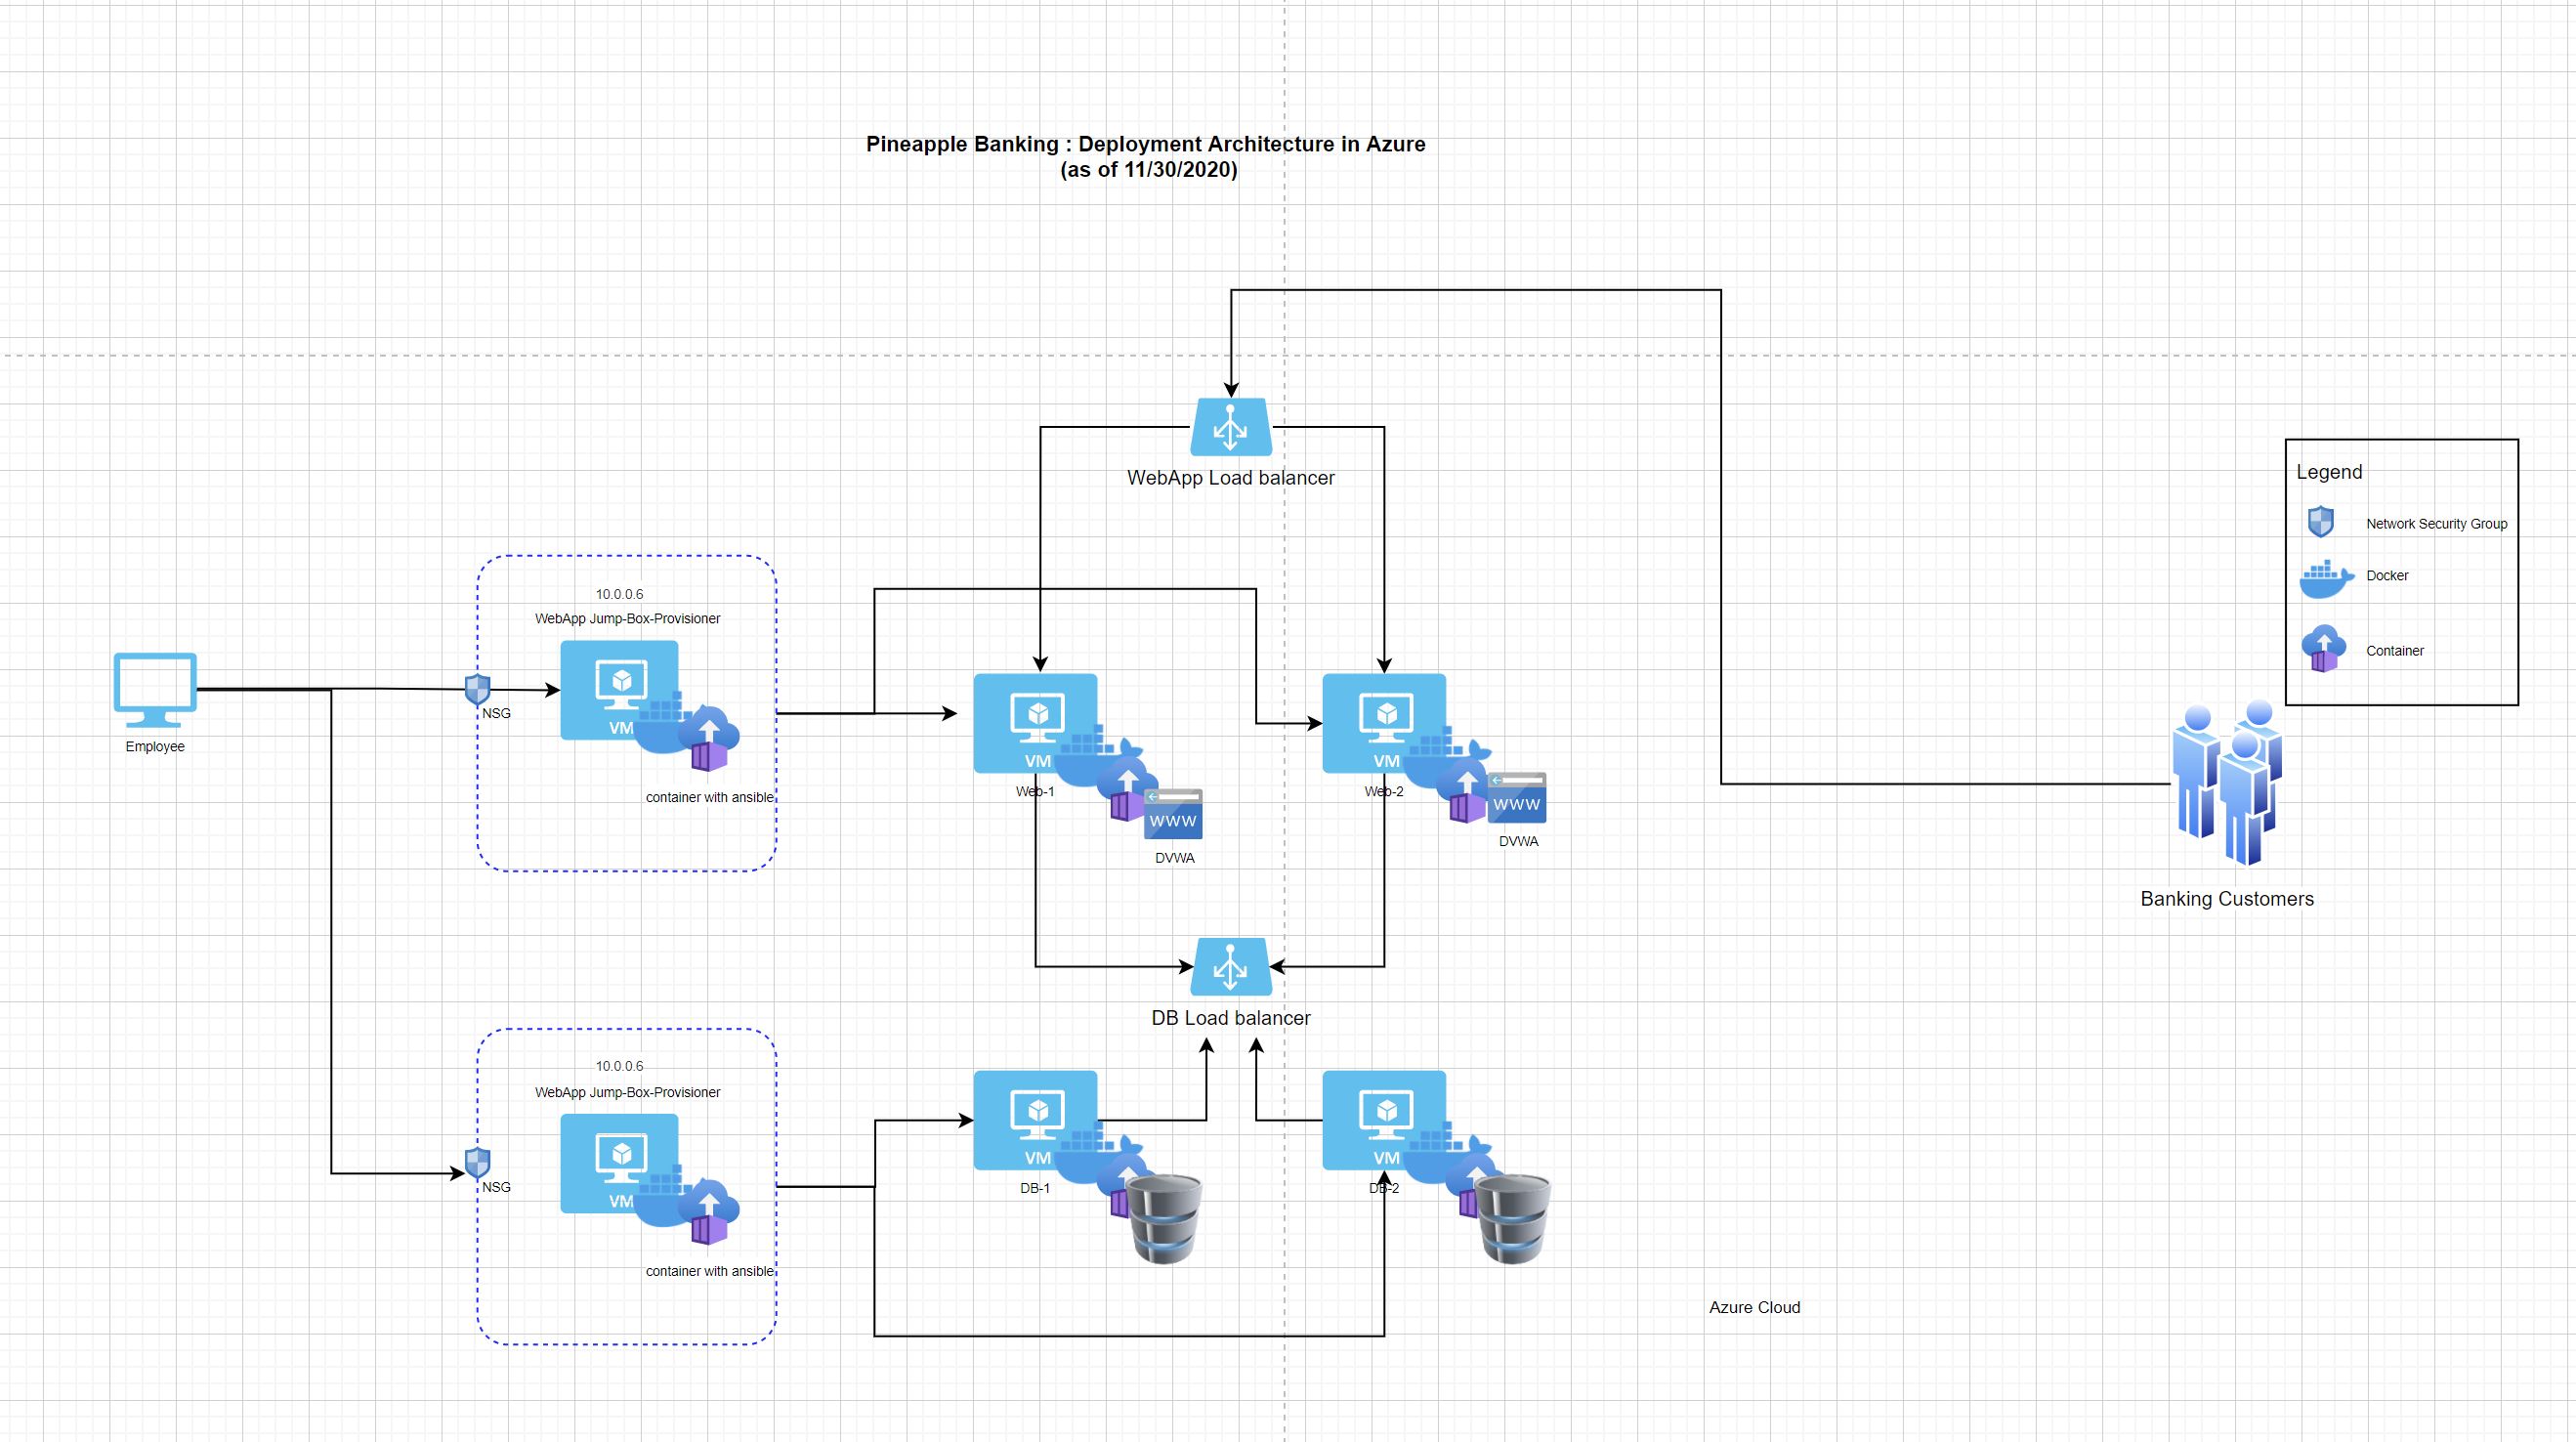 Pineapple Banking : Deployment Architecture in Azure
(as of 11/30/2020)
WebApp Load balancer
Legend
Network Security Group
Docker
Container
10.0.0.6
WebApp Jump-Box-Provisioner
VM
NSG
container with ansible
Employee
VM
Web-1
WWW
DVWA
VM
Web-2
WWW
DVWA
Banking Customers
DB Load balancer
10.0.0.6
WebApp Jump-Box-Provisioner
VM
NSG
container with ansible
VM
DB-1
VM
DB-2
Azure Cloud